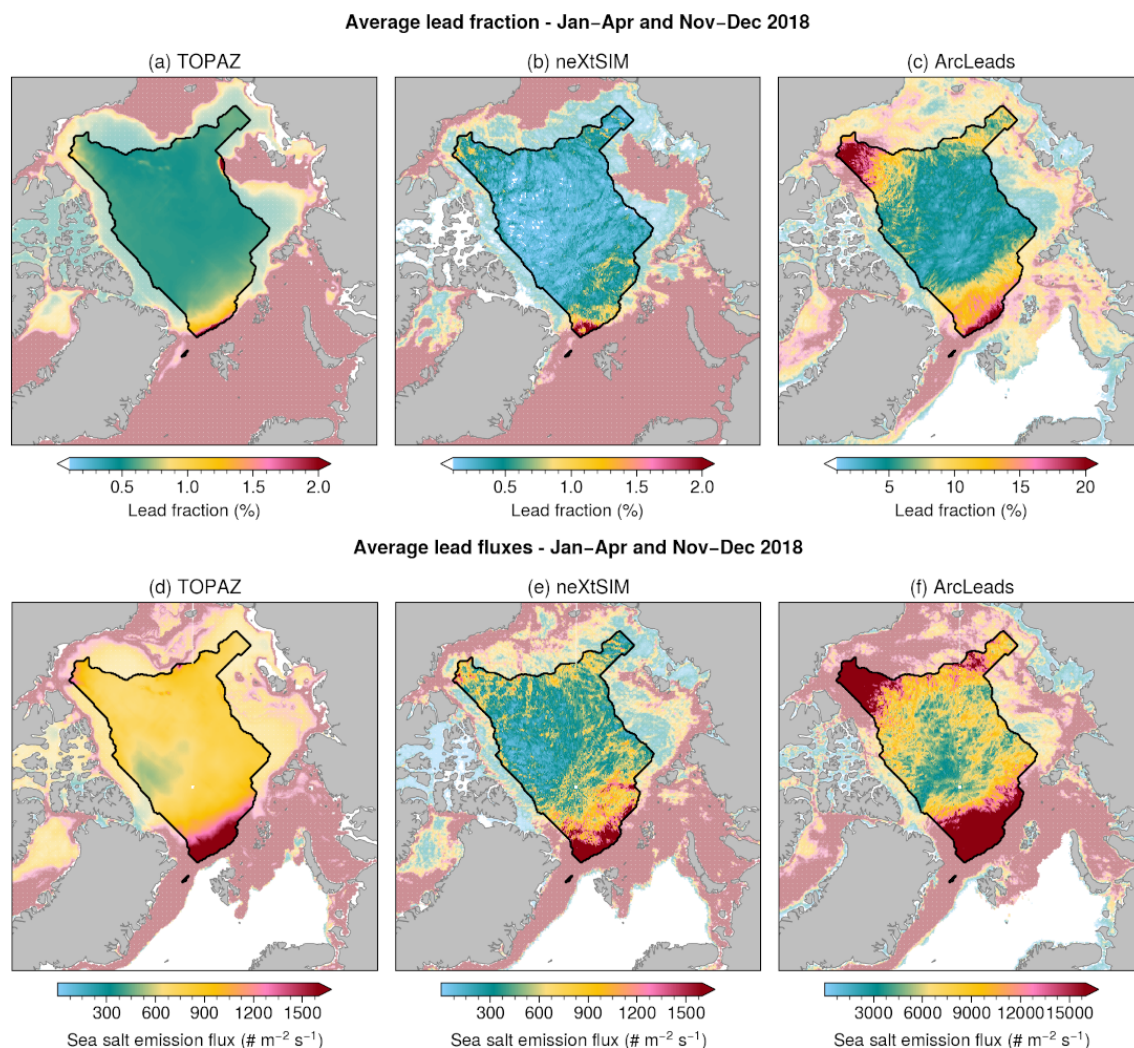 Average lead fraction - Jan−Apr and Nov−Dec 2018
(a) TOPAZ
(b) neXtSIM
(c) ArcLeads
0.5 1.0 1.5 2.0
0.5 1.0 1.5 2.0
5 10 15 20
Lead fraction (%)
Lead fraction (%)
Lead fraction (%)
Average lead fluxes - Jan−Apr and Nov−Dec 2018
(d) TOPAZ
(e) neXtSIM
(f) ArcLeads
300 600 900 1200 1500
300 600 900 1200 1500
3000 6000 9000 12000 15000
Sea salt emission flux (# m⁻² s⁻¹)
Sea salt emission flux (# m⁻² s⁻¹)
Sea salt emission flux (# m⁻² s⁻¹)